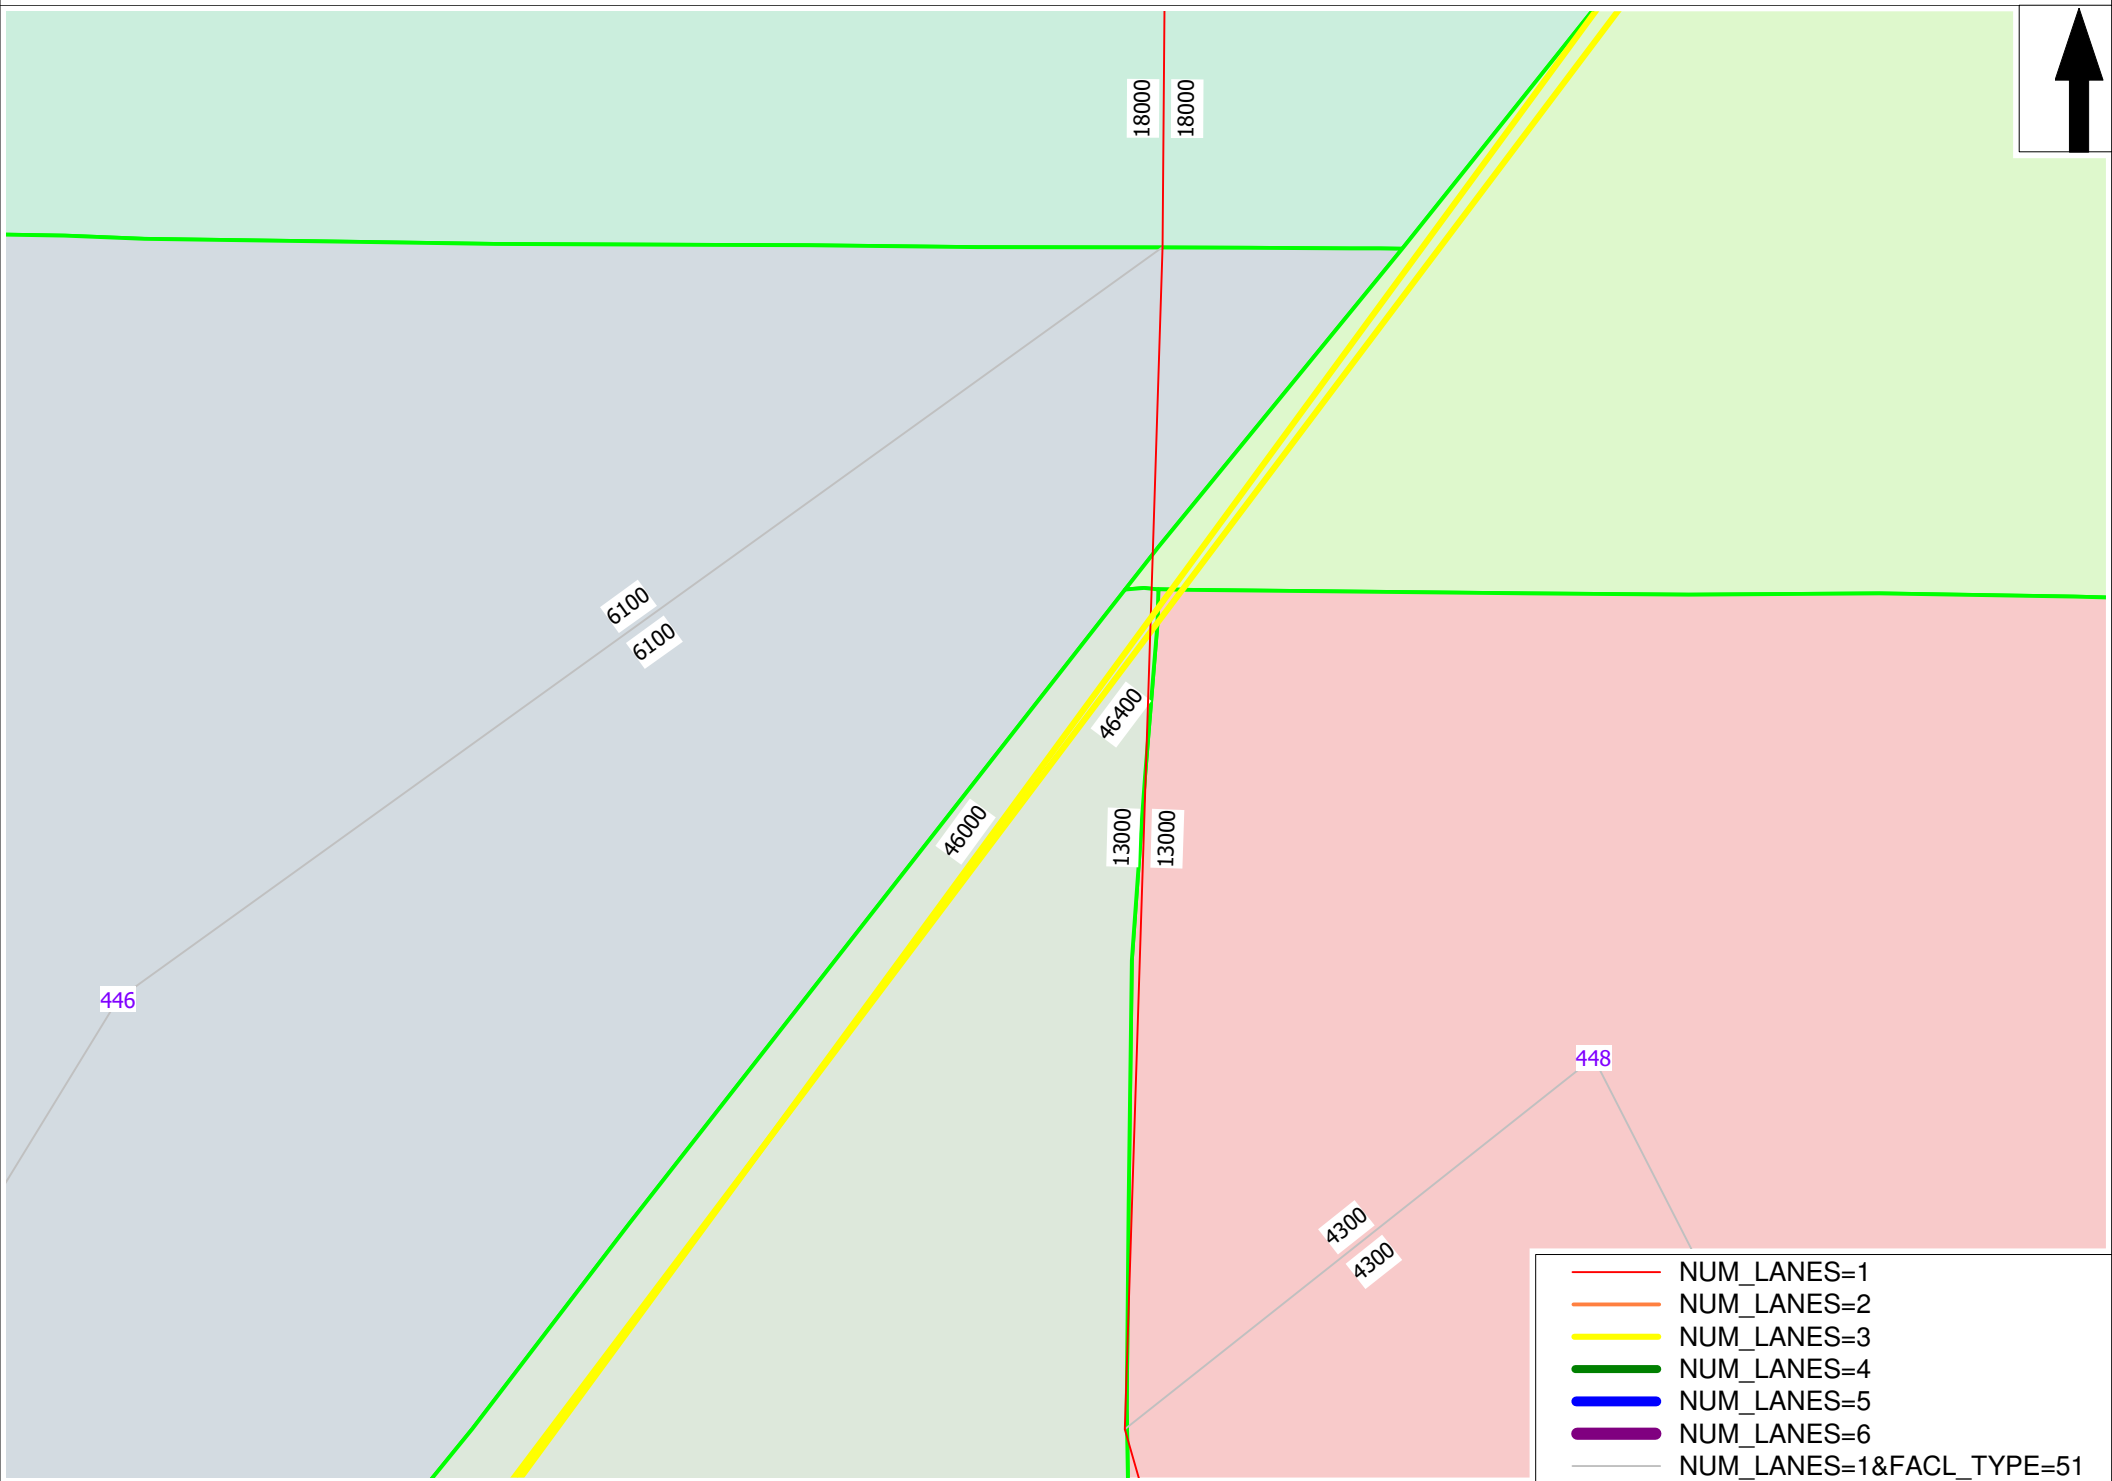 18000
18000
6100
6100
46400
46000
13000
13000
446
448
4300
4300
NUM_LANES=1
NUM_LANES=2
NUM_LANES=3
NUM_LANES=4
NUM_LANES=5
NUM_LANES=6
NUM_LANES=1&FACL_TYPE=51